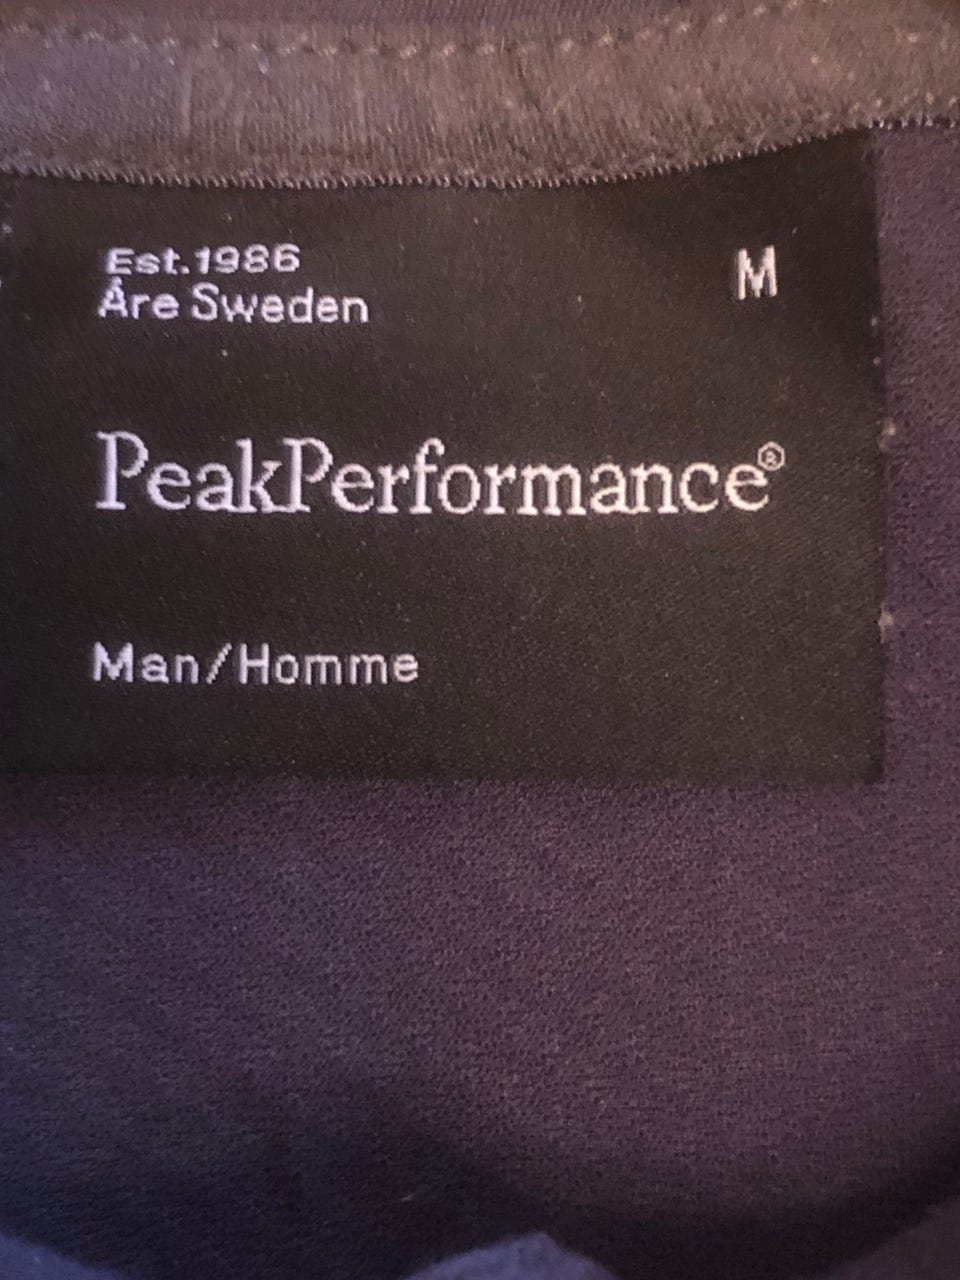 Est.1986
Åre Sweden
M
PeakPerformance®
Man/Homme